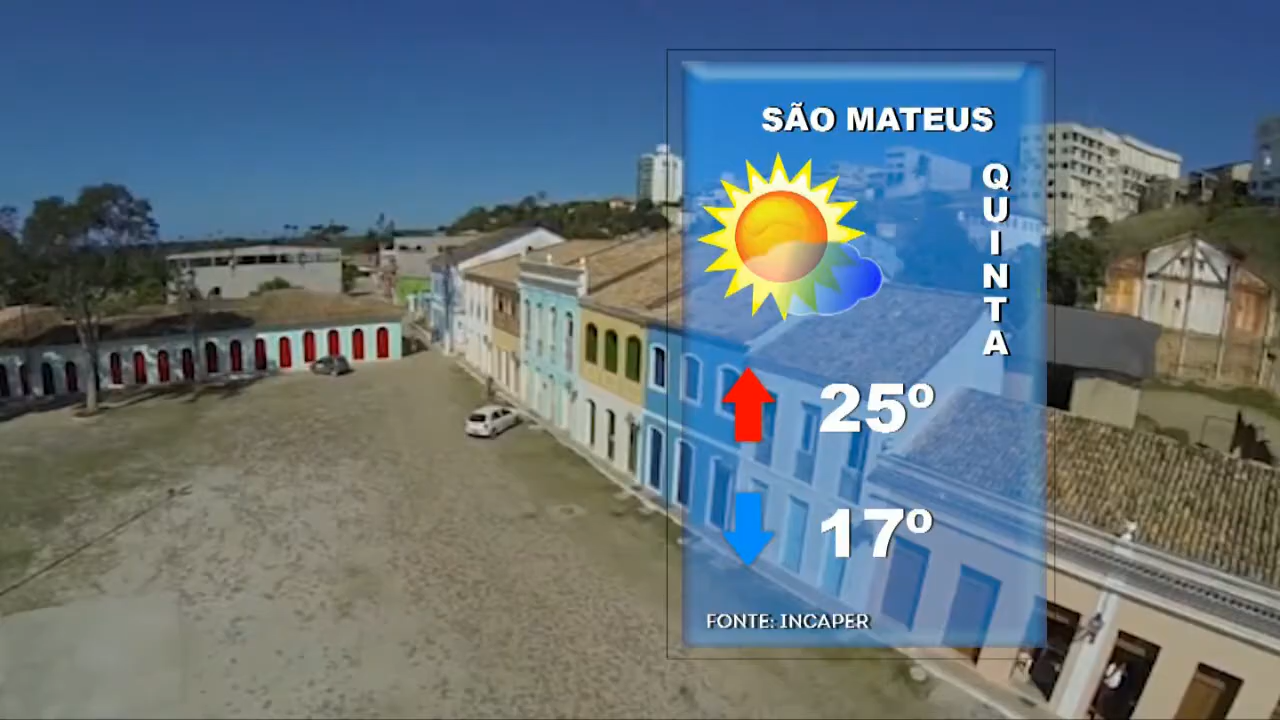 SÃO MATEUS
QUINTA
25º
17º
FONTE: INCAPER